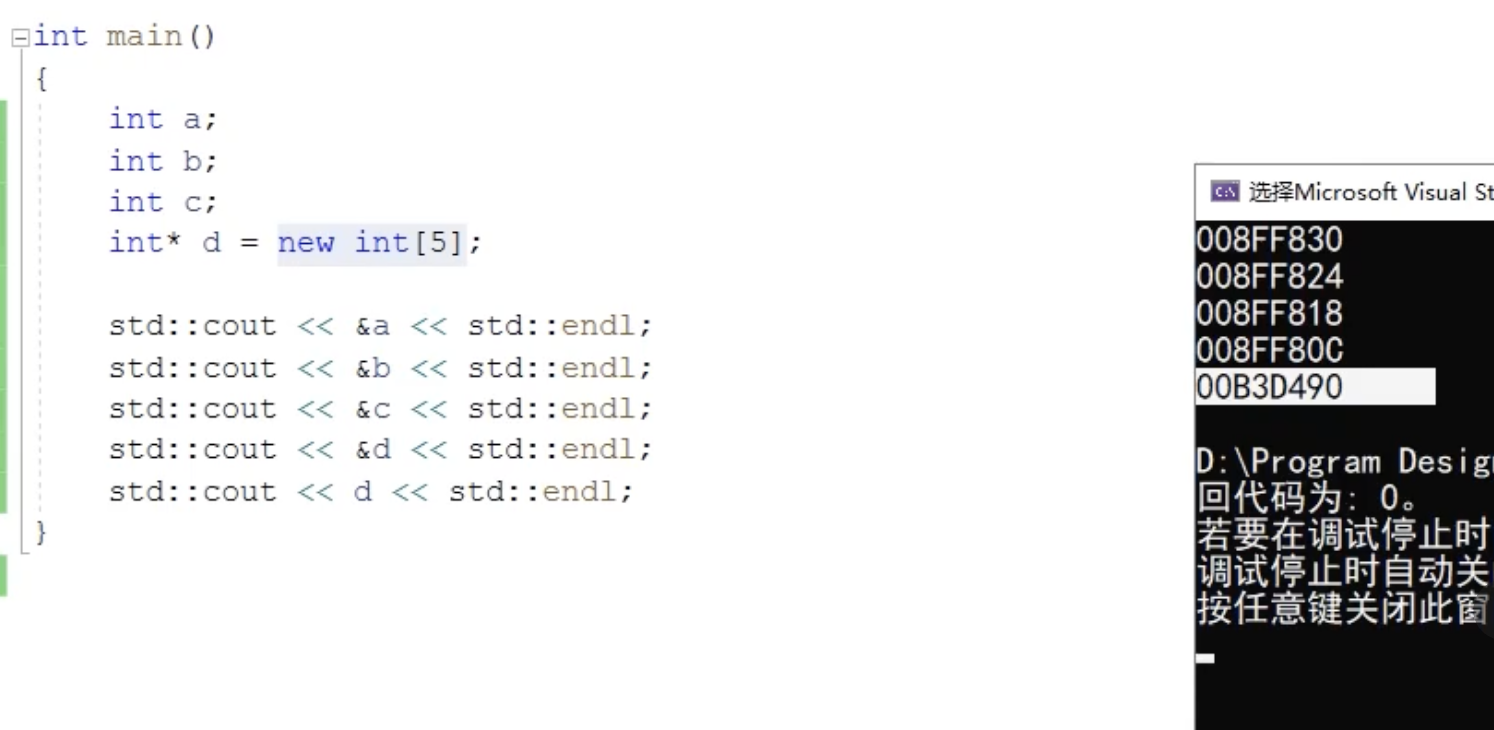 int main()
{
int a;
int b;
int c;
int* d = new int[5];
std::cout << &a << std::endl;
std::cout << &b << std::endl;
std::cout << &c << std::endl;
std::cout << &d << std::endl;
std::cout << d << std::endl;
}
选择Microsoft Visual St
008FF830
008FF824
008FF818
008FF80C
00B3D490
D:\Program Desig
回代码为: 0。
若要在调试停止时
调试停止时自动关
按任意键关闭此窗